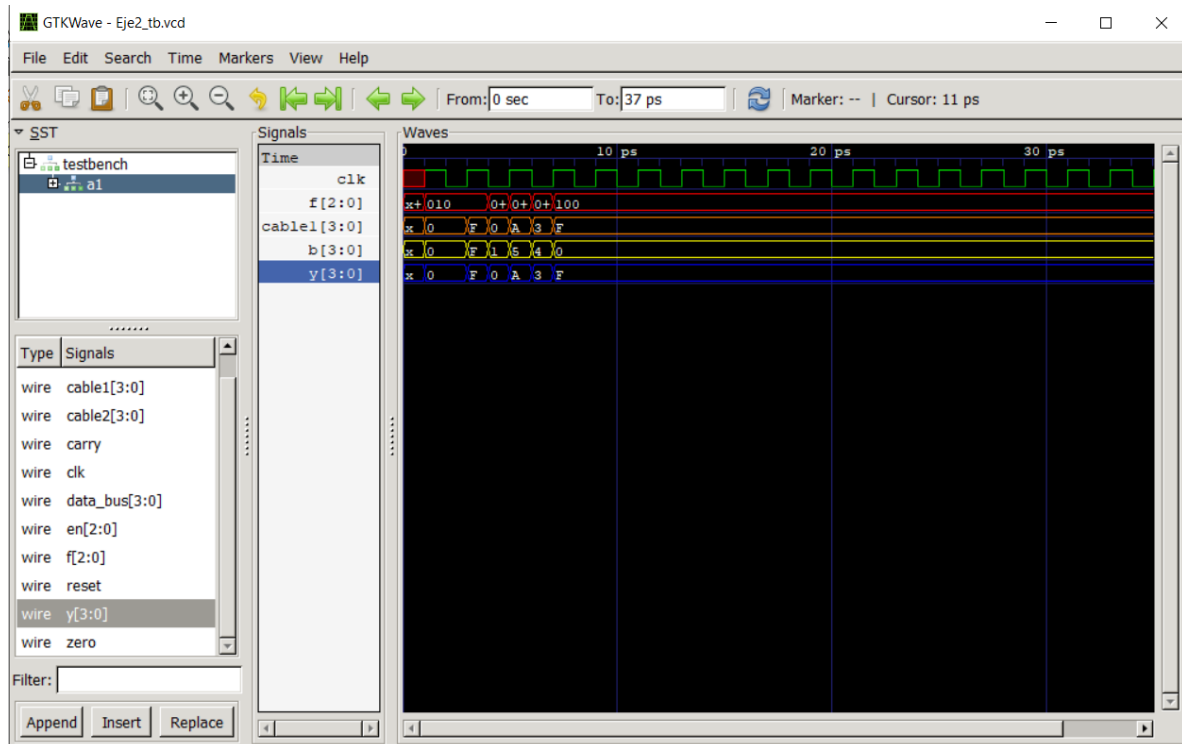 GTKWave - Eje2_tb.vcd
File Edit Search Time Markers View Help
From: 0 sec To: 37 ps Marker: -- | Cursor: 11 ps
SST
testbench
a1
Type Signals
wire cable1[3:0]
wire cable2[3:0]
wire carry
wire clk
wire data_bus[3:0]
wire en[2:0]
wire f[2:0]
wire reset
wire y[3:0]
wire zero
Filter:
Append Insert Replace
Signals
Time
clk
f[2:0]
cable1[3:0]
b[3:0]
y[3:0]
Waves
0 10 ps 20 ps 30 ps
x+ 010 0+ 0+ 0+ 100
x 0 F 0 A 3 F
x 0 F 1 5 4 0
x 0 F 0 A 3 F